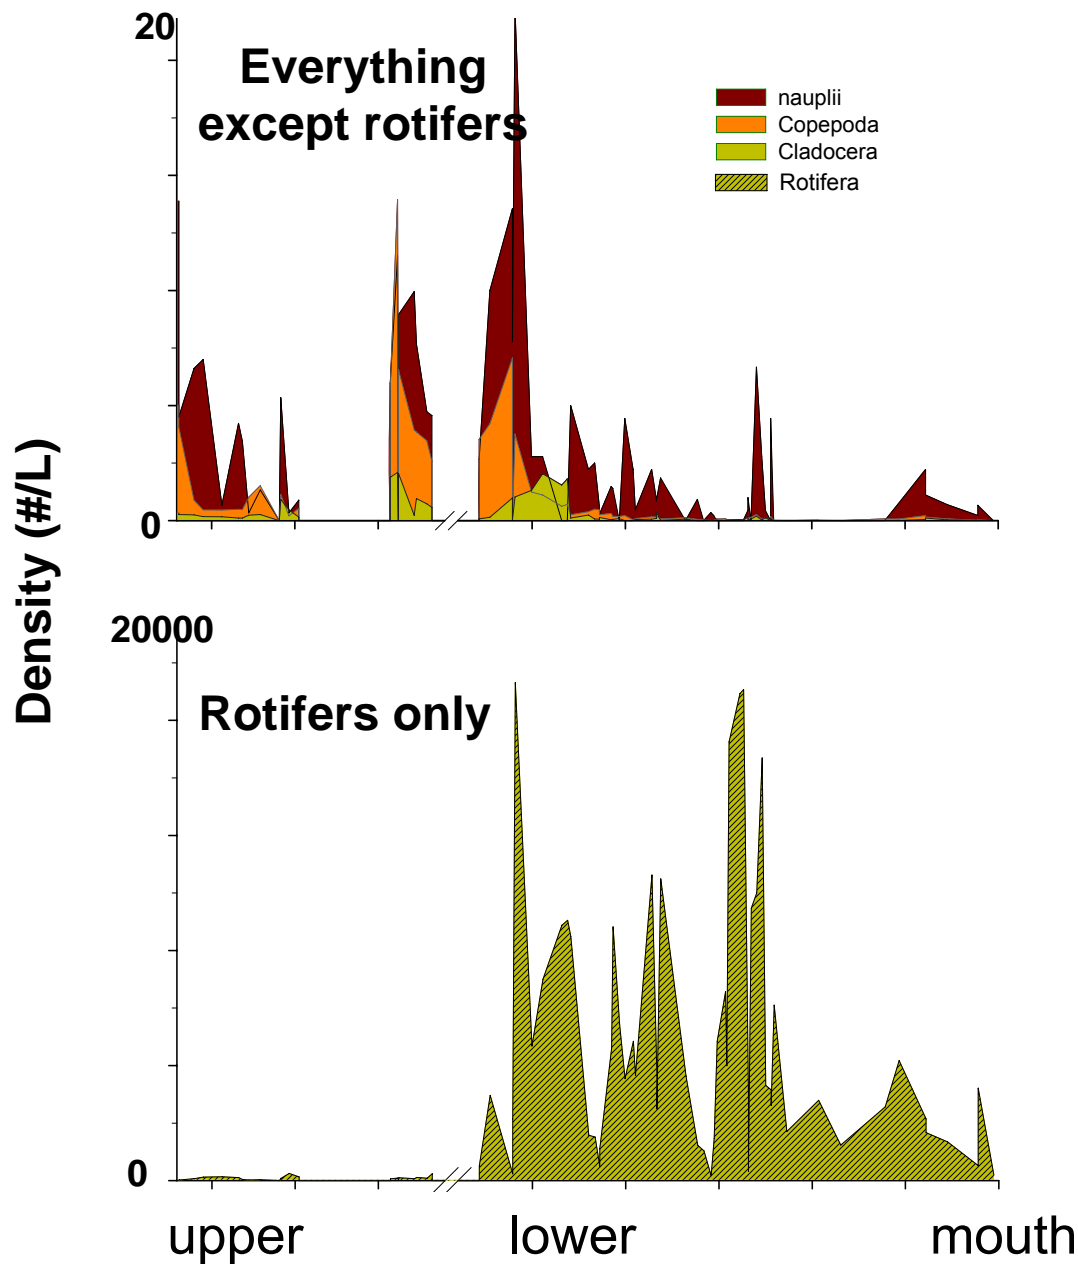 20
Everything
except rotifers
nauplii
Copepoda
Cladocera
Rotifera
0
Density (#/L)
20000
Rotifers only
0
upper
lower
mouth